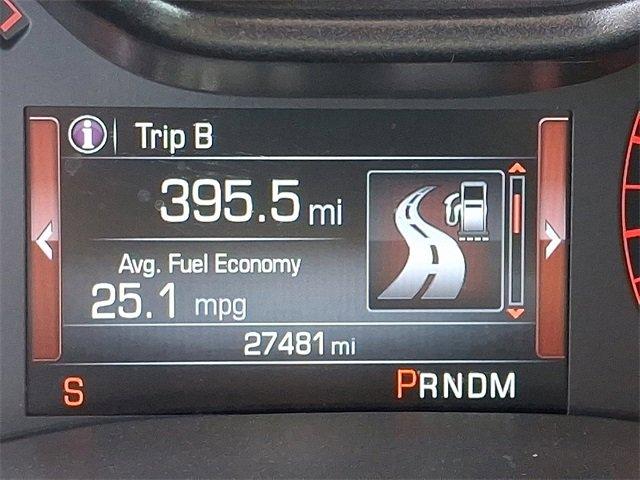 i Trip B
395.5 mi
Avg. Fuel Economy
25.1 mpg
27481 mi
S PRNDM